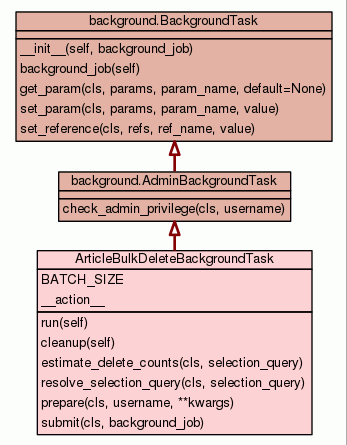 background.BackgroundTask
__init__(self, background_job)
background_job(self)
get_param(cls, params, param_name, default=None)
set_param(cls, params, param_name, value)
set_reference(cls, refs, ref_name, value)
background.AdminBackgroundTask
check_admin_privilege(cls, username)
ArticleBulkDeleteBackgroundTask
BATCH_SIZE
__action__
run(self)
cleanup(self)
estimate_delete_counts(cls, selection_query)
resolve_selection_query(cls, selection_query)
prepare(cls, username, **kwargs)
submit(cls, background_job)